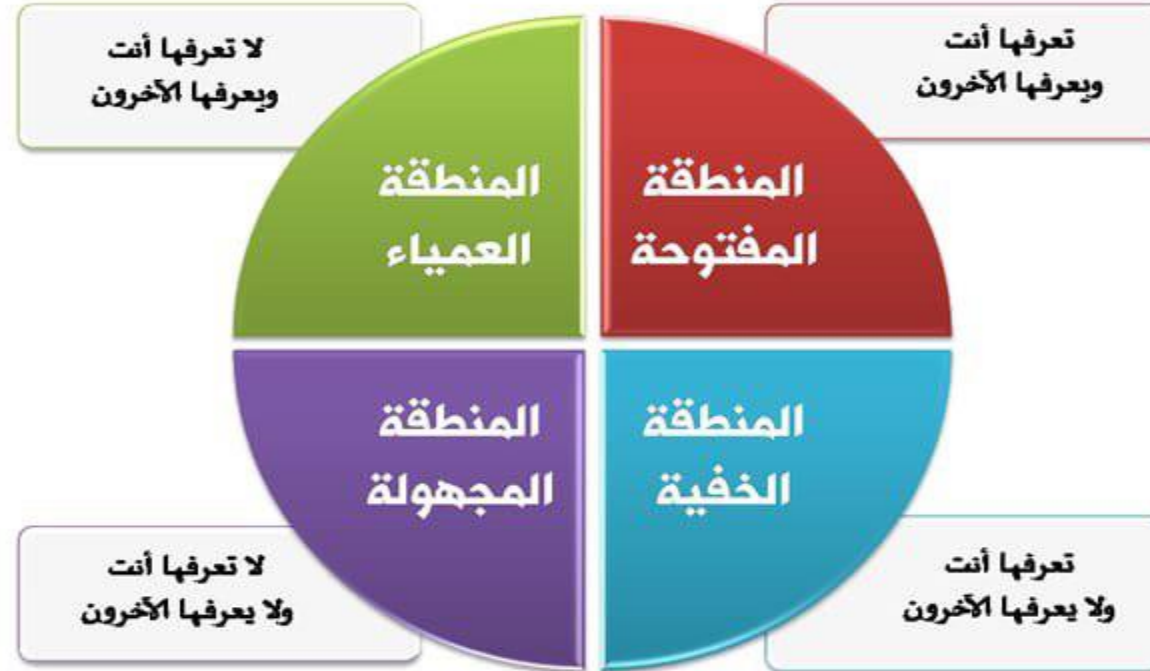 تعرفها أنت
ويعرفها الآخرون
المنطقة
المفتوحة
لا تعرفها أنت
ويعرفها الآخرون
المنطقة
العمياء
المنطقة
الخفية
تعرفها أنت
ولا يعرفها الآخرون
المنطقة
المجهولة
لا تعرفها أنت
ولا يعرفها الآخرون